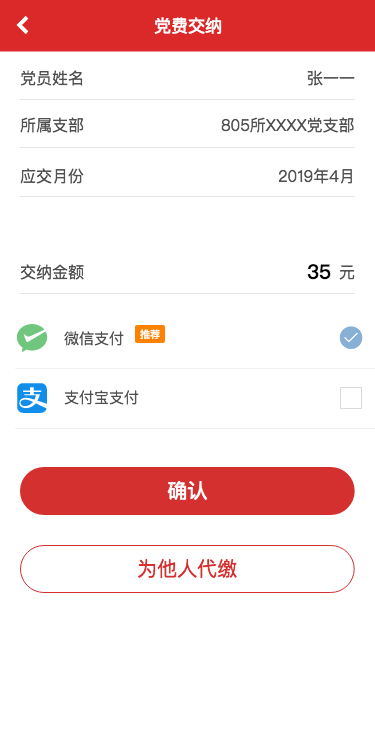 党费交纳
党员姓名 张一一
所属支部 805所XXXX党支部
应交月份 2019年4月
交纳金额 35 元
微信支付 推荐
支 支付宝支付
确认
为他人代缴